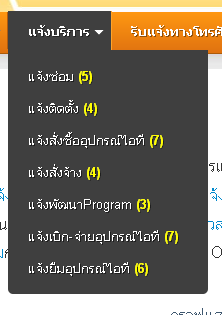 แจ้งบริการ รับแจ้งทางโทรศั
แจ้งซ่อม (5)
แจ้งติดตั้ง (4)
แจ้งสั่งซื้ออุปกรณ์ไอที (7)
แจ้งสั่งจ้าง (4)
แจ้งพัฒนาProgram (3)
แจ้งเบิก-จ่ายอุปกรณ์ไอที (7)
แจ้งยืมอุปกรณ์ไอที (6)